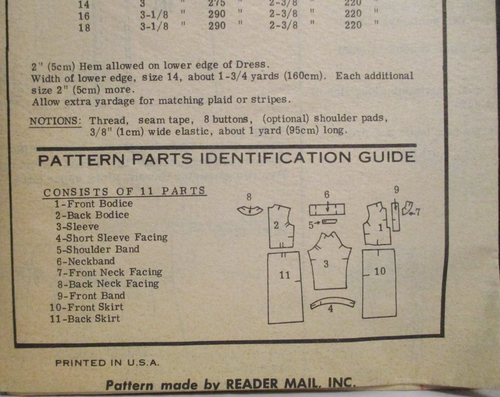 14 3 " 275 " 2-3/8 " 220 "
16 3-1/8 " 290 " 2-3/8 " 220 "
18 3-1/8 " 290 " 2-3/8 " 220 "
2" (5cm) Hem allowed on lower edge of Dress.
Width of lower edge, size 14, about 1-3/4 yards (160cm). Each additional
size 2" (5cm) more.
Allow extra yardage for matching plaid or stripes.
NOTIONS: Thread, seam tape, 8 buttons, (optional) shoulder pads,
3/8" (1cm) wide elastic, about 1 yard (95cm) long.
PATTERN PARTS IDENTIFICATION GUIDE
CONSISTS OF 11 PARTS
1-Front Bodice
2-Back Bodice
3-Sleeve
4-Short Sleeve Facing
5-Shoulder Band
6-Neckband
7-Front Neck Facing
8-Back Neck Facing
9-Front Band
10-Front Skirt
11-Back Skirt
8 6 9
2 5 1 7
11 3 10
4
PRINTED IN U.S.A.
Pattern made by READER MAIL, INC.